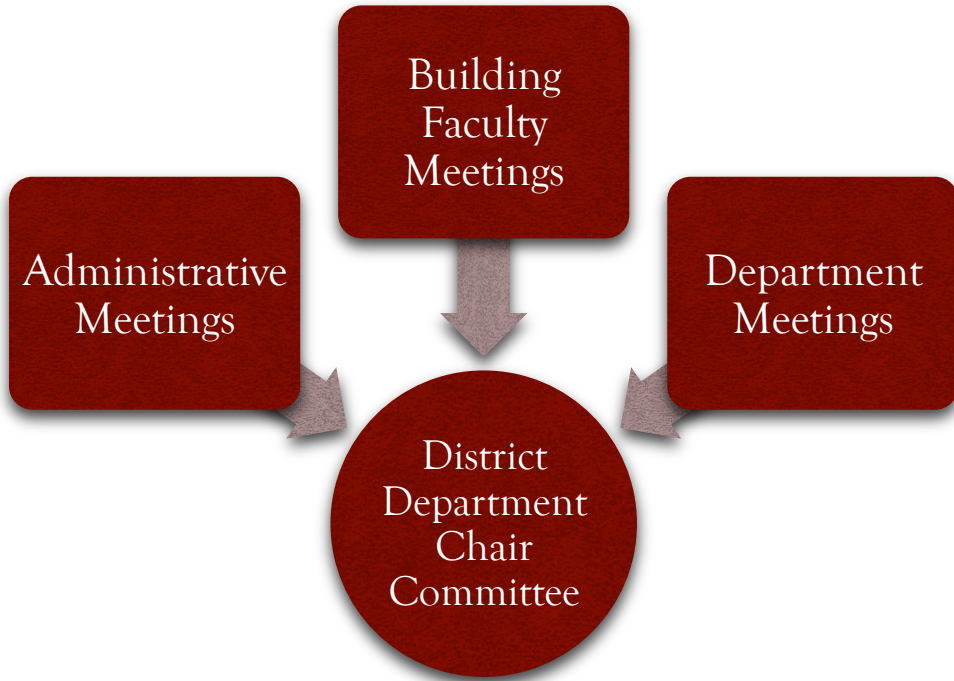 Building
Faculty
Meetings
Administrative
Meetings
Department
Meetings
District
Department
Chair
Committee